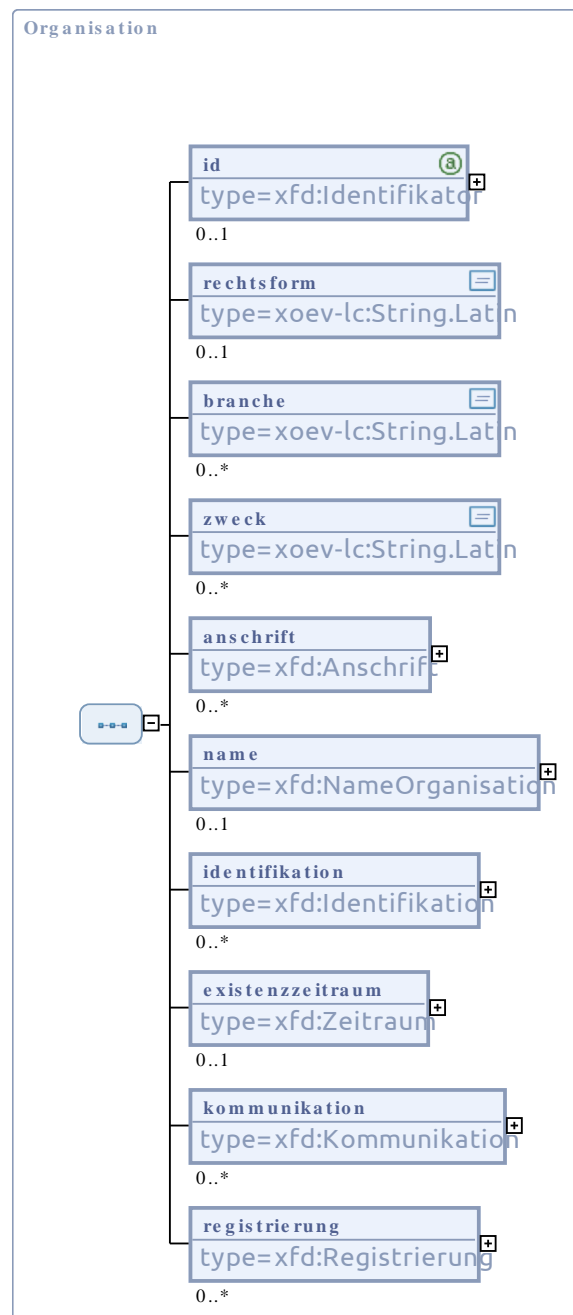 Organisation
id
a
type=xfd:Identifikator
0..1
rechtsform
type=xoev-lc:String.Latin
0..1
branche
type=xoev-lc:String.Latin
0..*
zweck
type=xoev-lc:String.Latin
0..*
anschrift
type=xfd:Anschrift
0..*
name
type=xfd:NameOrganisation
0..1
identifikation
type=xfd:Identifikation
0..*
existenzzeitraum
type=xfd:Zeitraum
0..1
kommunikation
type=xfd:Kommunikation
0..*
registrierung
type=xfd:Registrierung
0..*